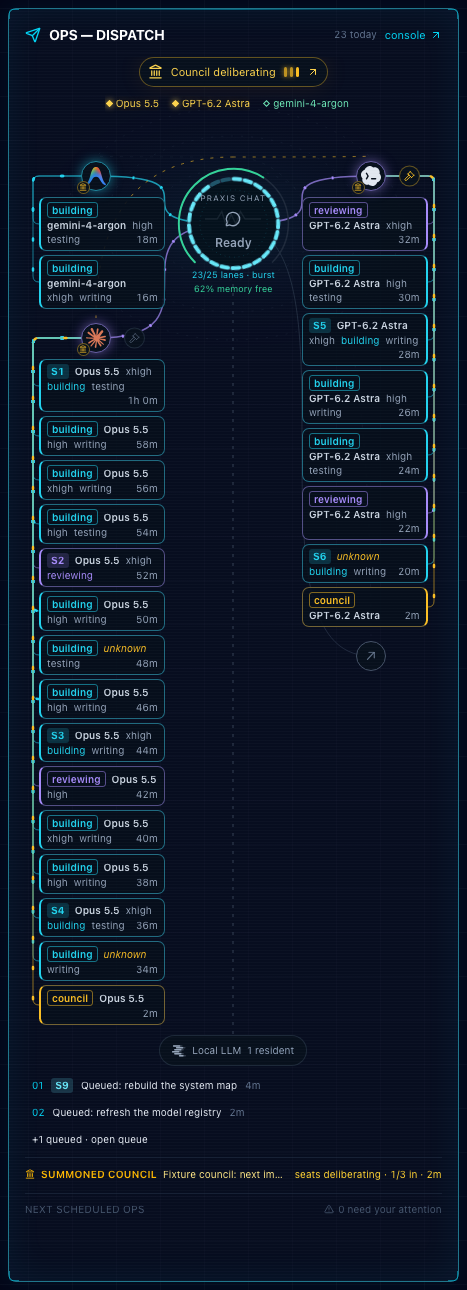 OPS — DISPATCH
23 today console
Council deliberating
Opus 5.5 GPT-6.2 Astra gemini-4-argon
PRAXIS CHAT
Ready
23/25 lanes · burst
62% memory free
building
gemini-4-argon high
testing 18m
building
gemini-4-argon
xhigh writing 16m
S1 Opus 5.5 xhigh
building testing
1h 0m
building Opus 5.5
high writing 58m
building Opus 5.5
xhigh writing 56m
building Opus 5.5
high testing 54m
S2 Opus 5.5 xhigh
reviewing 52m
building Opus 5.5
high writing 50m
building unknown
testing 48m
building Opus 5.5
high writing 46m
S3 Opus 5.5 xhigh
building writing 44m
reviewing Opus 5.5
high 42m
building Opus 5.5
xhigh writing 40m
building Opus 5.5
high writing 38m
S4 Opus 5.5 xhigh
building testing 36m
building unknown
writing 34m
council Opus 5.5
2m
reviewing
GPT-6.2 Astra xhigh
32m
building
GPT-6.2 Astra high
testing 30m
S5 GPT-6.2 Astra
xhigh building writing
28m
building
GPT-6.2 Astra high
writing 26m
building
GPT-6.2 Astra xhigh
testing 24m
reviewing
GPT-6.2 Astra high
22m
S6 unknown
building writing 20m
council
GPT-6.2 Astra 2m
Local LLM 1 resident
01 S9 Queued: rebuild the system map 4m
02 Queued: refresh the model registry 2m
+1 queued · open queue
SUMMONED COUNCIL Fixture council: next im... seats deliberating · 1/3 in · 2m
NEXT SCHEDULED OPS 0 need your attention